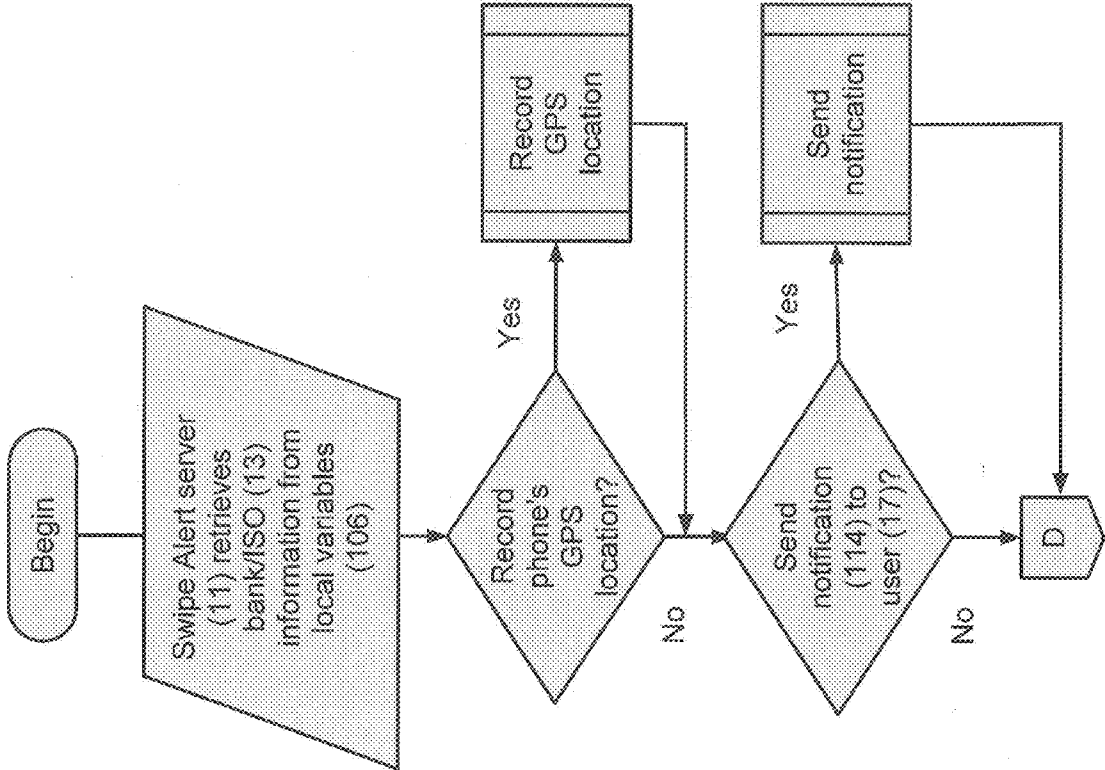 Begin
Swipe Alert server
(11) retrieves
bank/ISO (13)
information from
local variables
(106)
Record
phone's
GPS
location?
Yes
Record
GPS
location
No
Send
notification
(114) to
user (17)?
Yes
Send
notification
No
D